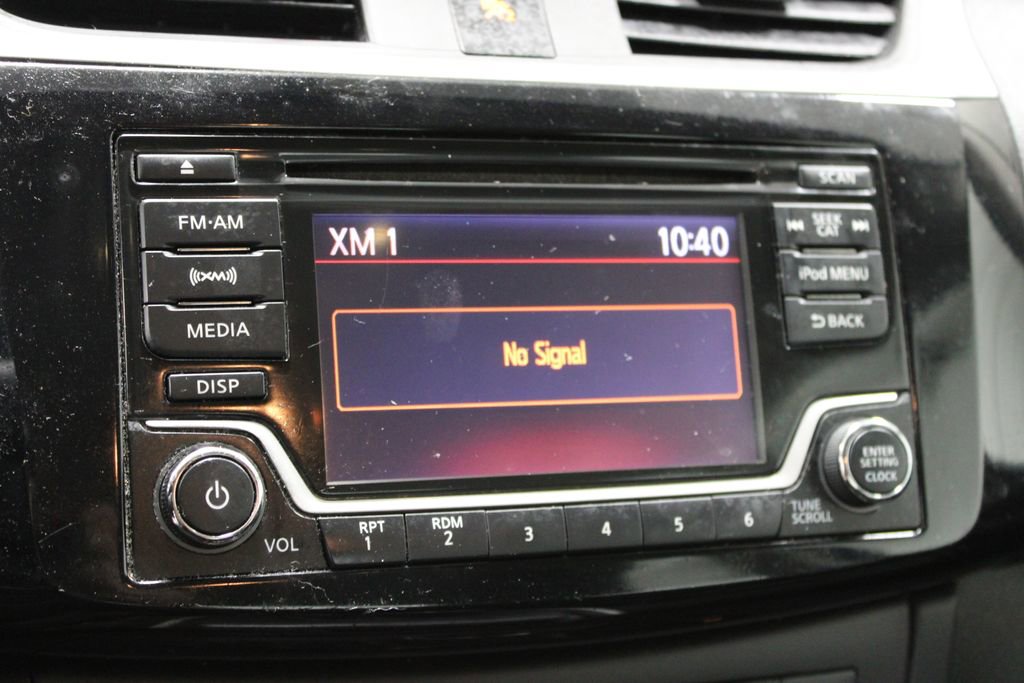 SCAN
FM·AM
XM
MEDIA
DISP
XM 1 10:40
No Signal
SEEK
CAT
iPod MENU
BACK
VOL
RPT
1
RDM
2
3
4
5
6
TUNE
SCROLL
ENTER
SETTING
CLOCK